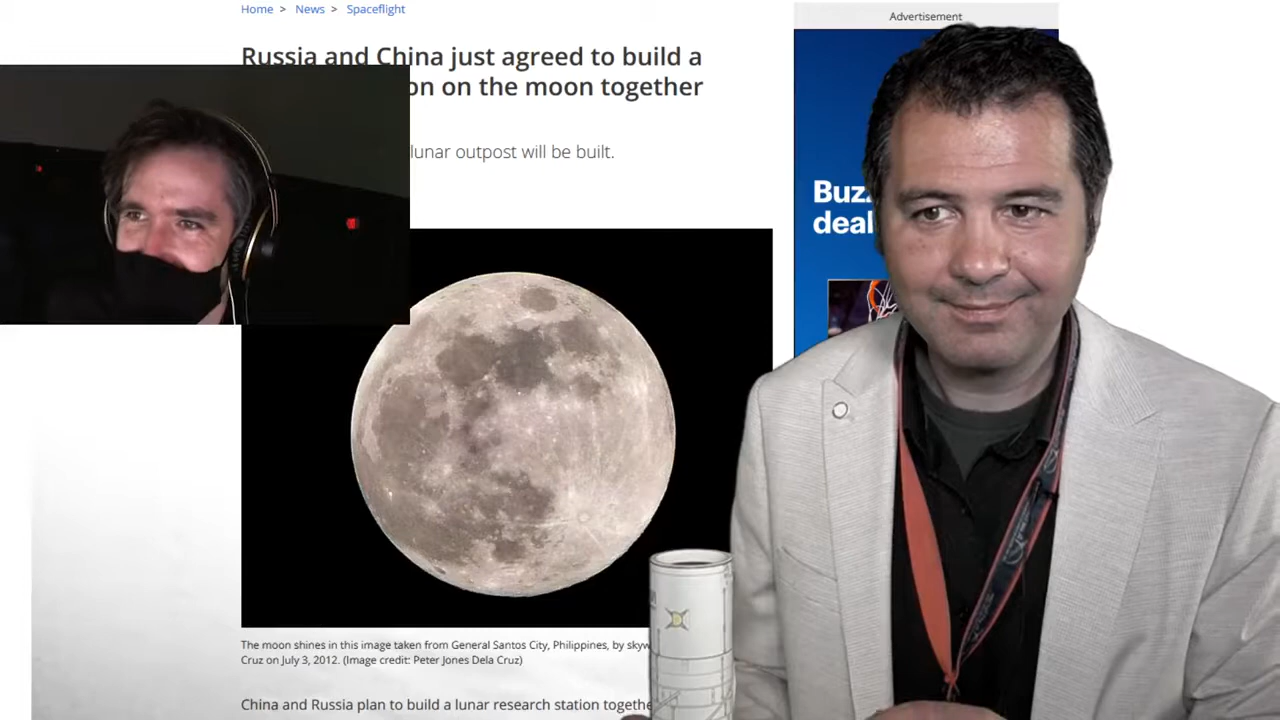 Home > News > Spaceflight
Advertisement
Russia and China just agreed to build a
on on the moon together
lunar outpost will be built.
Buz
deal
The moon shines in this image taken from General Santos City, Philippines, by skyw
Cruz on July 3, 2012. (Image credit: Peter Jones Dela Cruz)
China and Russia plan to build a lunar research station togethe